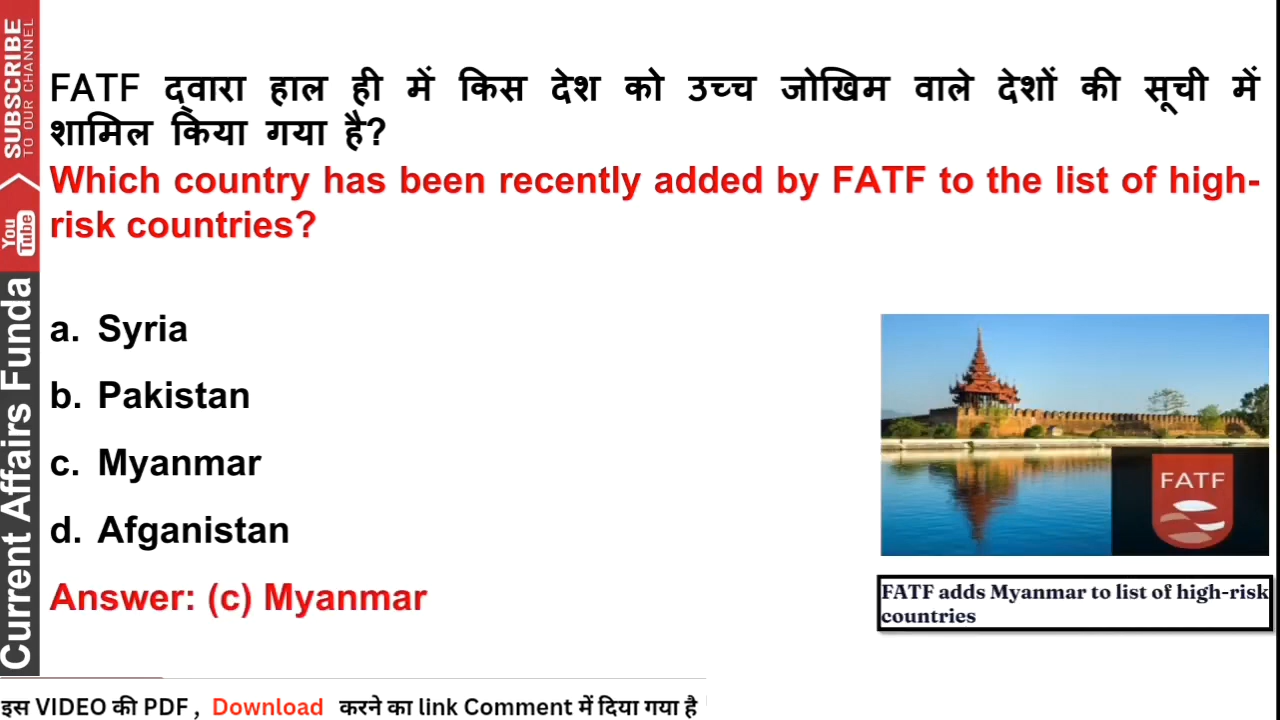 SUBSCRIBE
TO OUR CHANNEL
You Tube
Current Affairs Funda
FATF द्वारा हाल ही में किस देश को उच्च जोखिम वाले देशों की सूची में
शामिल किया गया है?
Which country has been recently added by FATF to the list of high-
risk countries?
a. Syria
b. Pakistan
c. Myanmar
d. Afganistan
Answer: (c) Myanmar
FATF
FATF adds Myanmar to list of high-risk
countries
इस VIDEO की PDF , Download करने का link Comment में दिया गया है